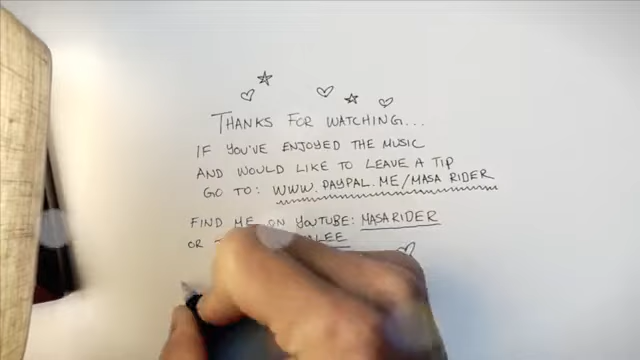 THANKS FOR WATCHING...
IF YOU'VE ENJOYED THE MUSIC
AND WOULD LIKE TO LEAVE A TIP
GO TO: WWW.PAYPAL.ME/MASA RIDER
FIND ME ON YOUTUBE: MASARIDER
OR